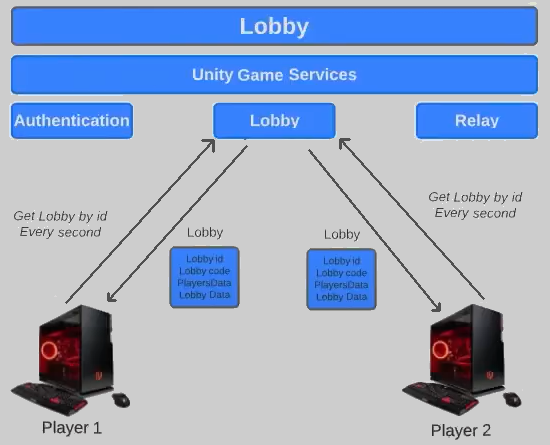 Lobby
Unity Game Services
Authentication
Lobby
Relay
Get Lobby by id
Every second
Get Lobby by id
Every second
Lobby
Lobby id
Lobby code
PlayersData
Lobby Data
Lobby
Lobby id
Lobby code
PlayersData
Lobby Data
Player 1
Player 2